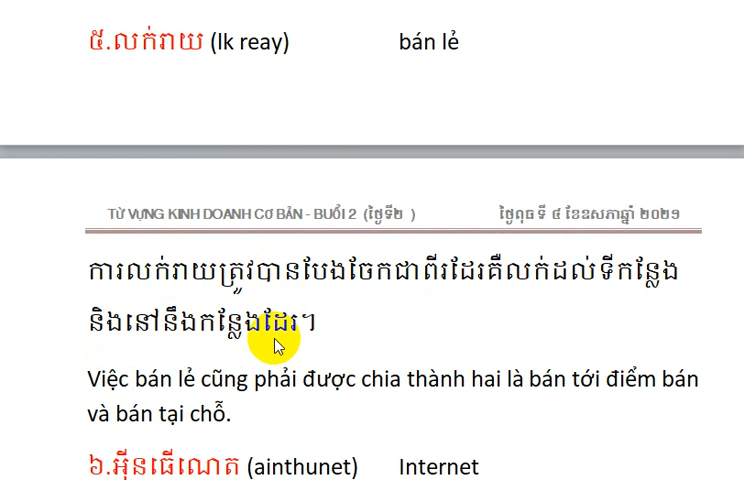 ៥.លក់រាយ (lk reay) bán lẻ
TỪ VỰNG KINH DOANH CƠ BẢN - BUỔI 2 (ថ្ងៃទី២ ) ថ្ងៃពុធ ទី ៤ ខែឧសភាឆ្នាំ ២០២១
ការលក់រាយត្រូវបានបែងចែកជាពីរដែរគឺលក់ដល់ទីកន្លែង
និងនៅនឹងកន្លែងដែរ។
Việc bán lẻ cũng phải được chia thành hai là bán tới điểm bán
và bán tại chỗ.
៦.អ៊ីនធើណេត (ainthunet) Internet